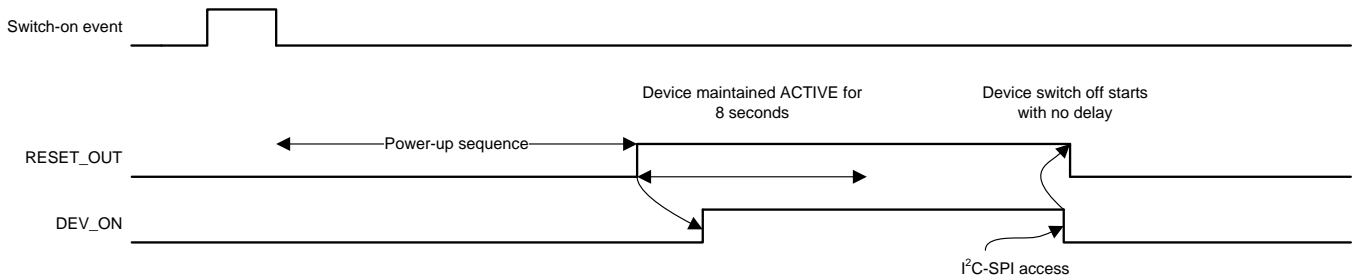 Switch-on event
Device maintained ACTIVE for
8 seconds
Device switch off starts
with no delay
Power-up sequence
RESET_OUT
DEV_ON
I²C-SPI access